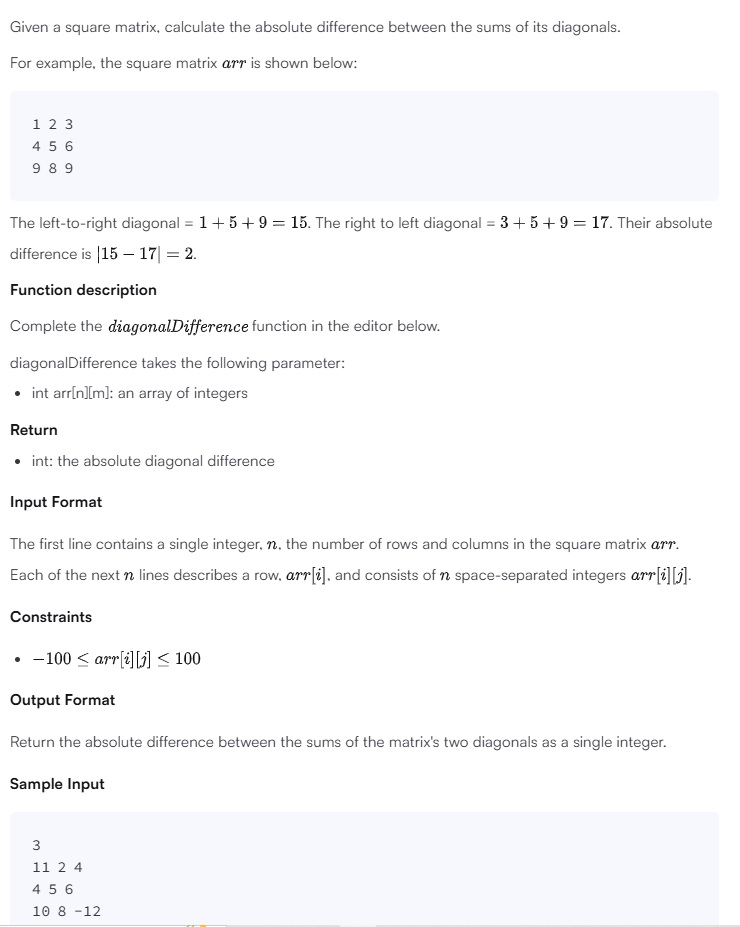 Given a square matrix, calculate the absolute difference between the sums of its diagonals.
For example, the square matrix arr is shown below:
1 2 3
4 5 6
9 8 9
The left-to-right diagonal = 1 + 5 + 9 = 15. The right to left diagonal = 3 + 5 + 9 = 17. Their absolute
difference is |15 − 17| = 2.
Function description
Complete the diagonalDifference function in the editor below.
diagonalDifference takes the following parameter:
• int arr[n][m]: an array of integers
Return
• int: the absolute diagonal difference
Input Format
The first line contains a single integer, n, the number of rows and columns in the square matrix arr.
Each of the next n lines describes a row, arr[i], and consists of n space-separated integers arr[i][j].
Constraints
• −100 ≤ arr[i][j] ≤ 100
Output Format
Return the absolute difference between the sums of the matrix's two diagonals as a single integer.
Sample Input
3
11 2 4
4 5 6
10 8 -12